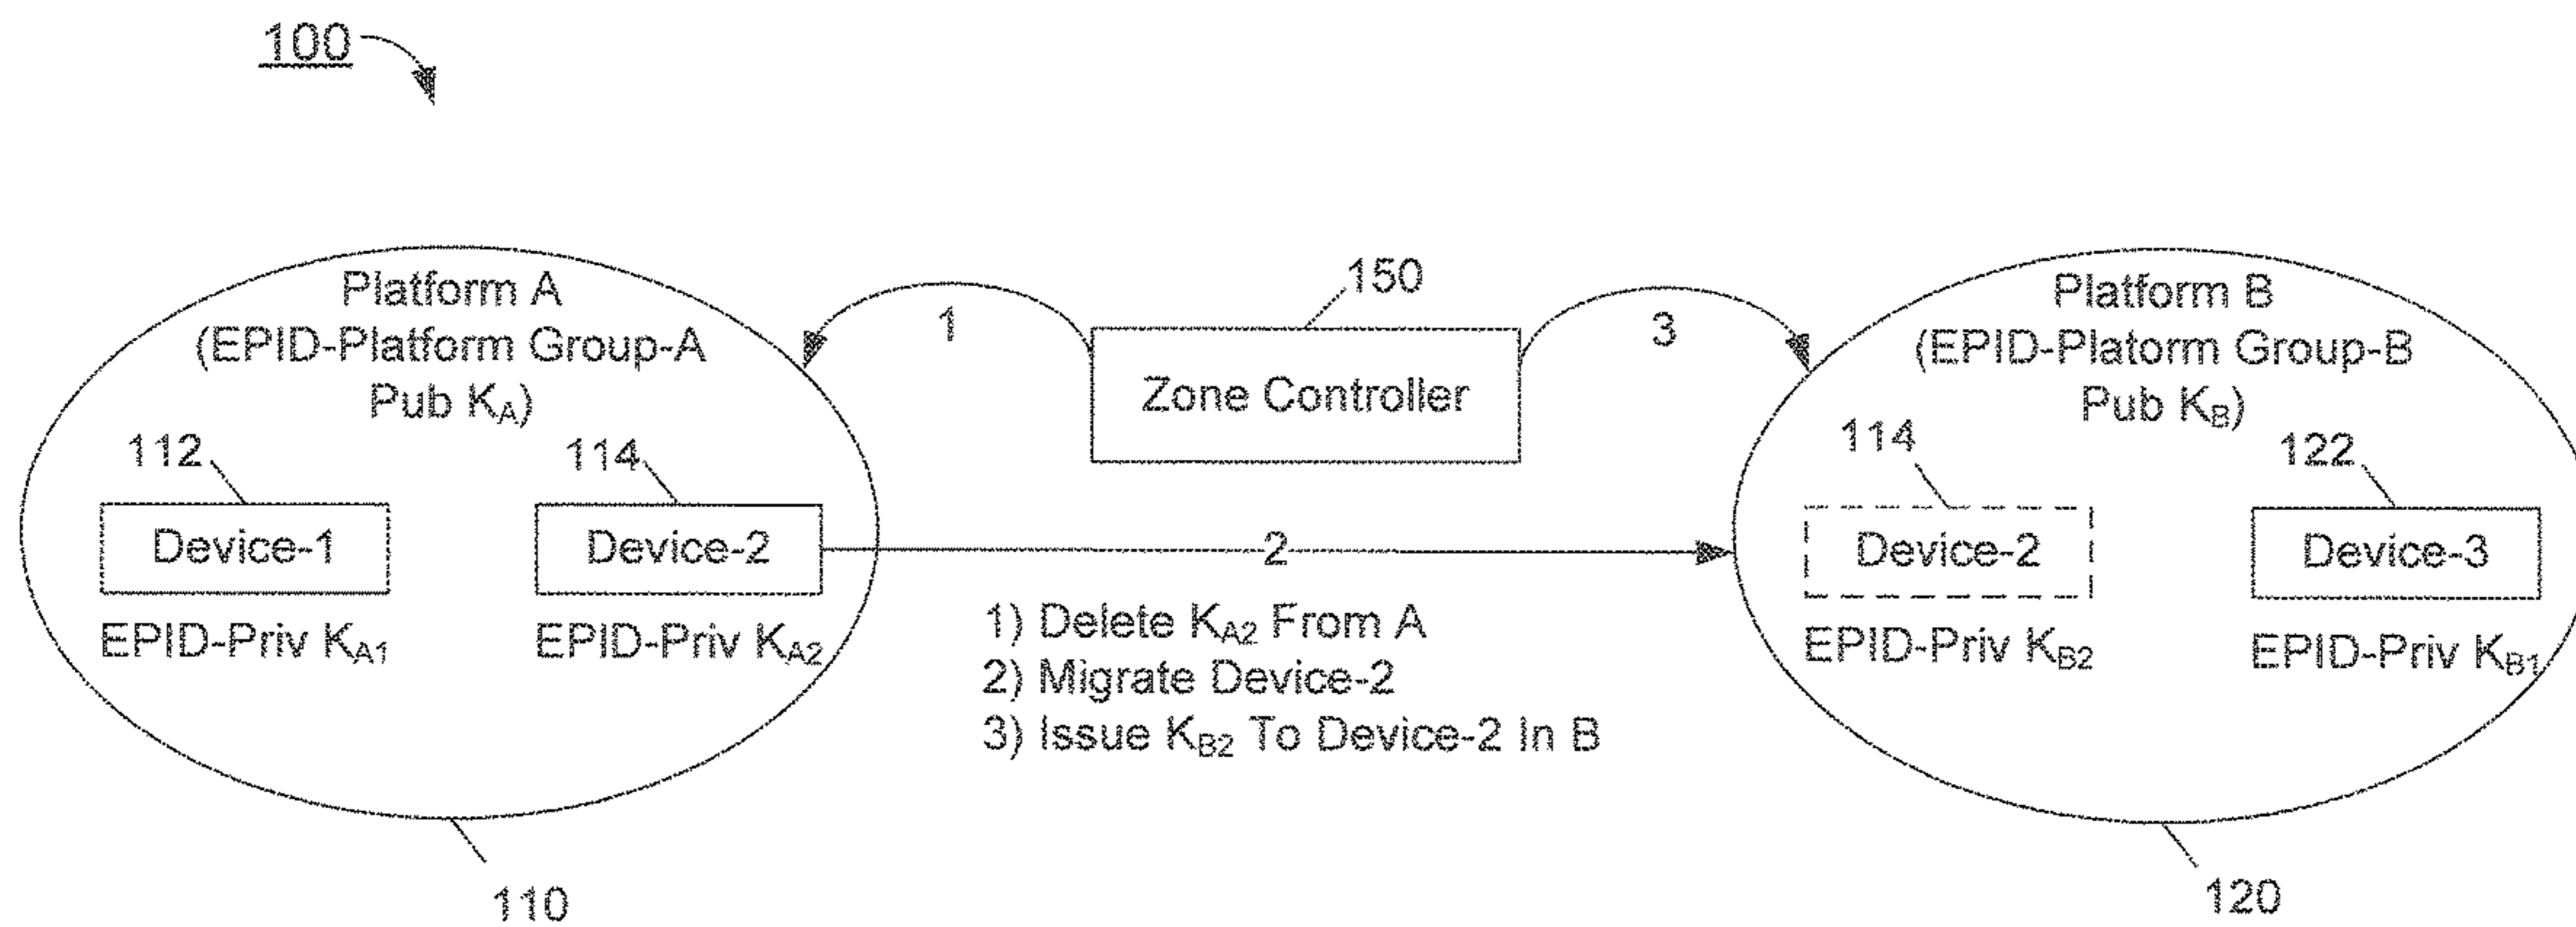 100
Platform A
(EPID-Platform Group-A
Pub KA)
112
Device-1
EPID-Priv KA1
114
Device-2
EPID-Priv KA2
110
1
150
Zone Controller
3
2
1) Delete KA2 From A
2) Migrate Device-2
3) Issue KB2 To Device-2 In B
Platform B
(EPID-Platorm Group-B
Pub KB)
114
Device-2
EPID-Priv KB2
122
Device-3
EPID-Priv KB1
120